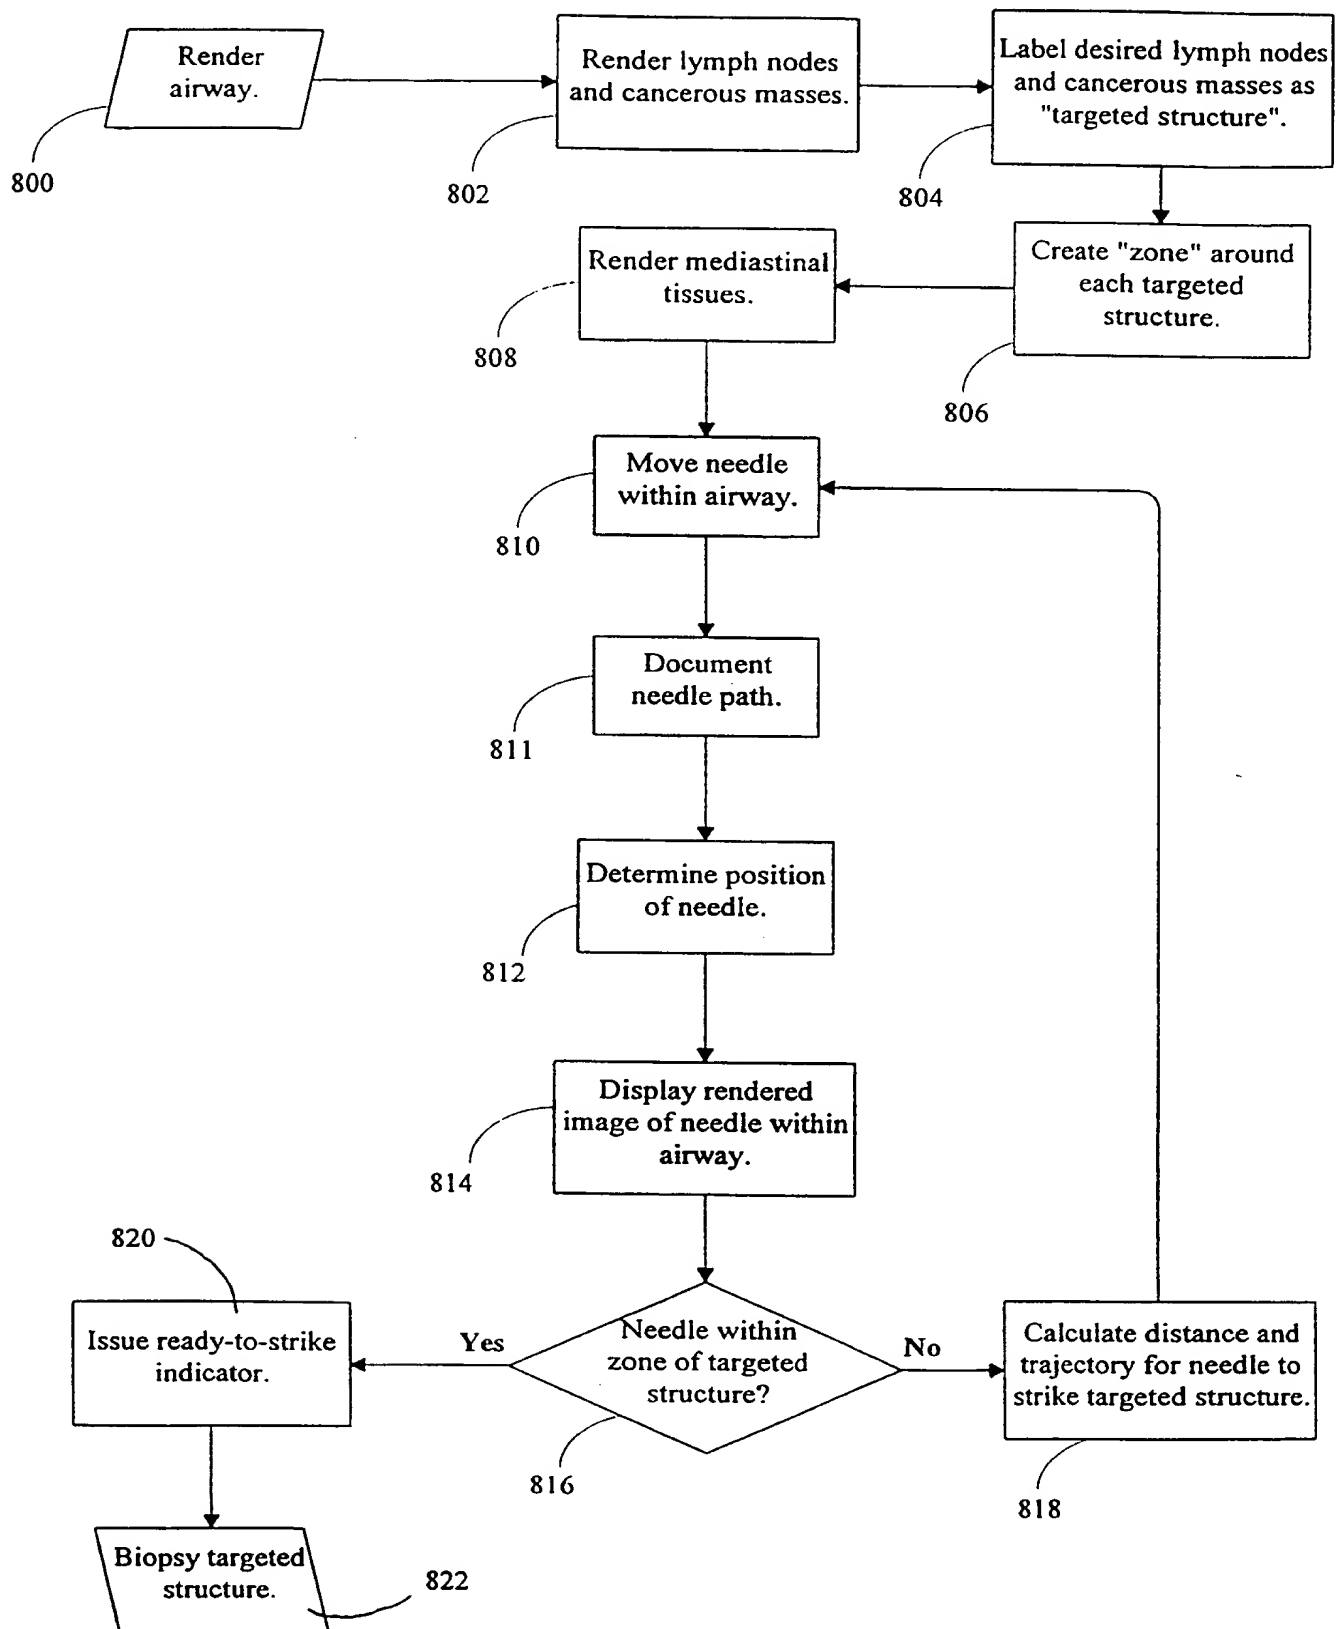 Render
airway.
800
Render lymph nodes
and cancerous masses.
802
Label desired lymph nodes
and cancerous masses as
"targeted structure".
804
Create "zone" around
each targeted
structure.
806
Render mediastinal
tissues.
808
Move needle
within airway.
810
Document
needle path.
811
Determine position
of needle.
812
Display rendered
image of needle within
airway.
814
Needle within
zone of targeted
structure?
816
Yes
No
Calculate distance and
trajectory for needle to
strike targeted structure.
818
820
Issue ready-to-strike
indicator.
Biopsy targeted
structure.
822